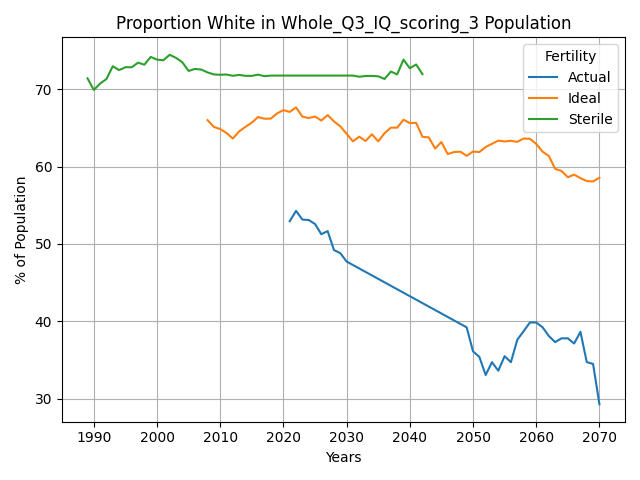 Proportion White in Whole_Q3_IQ_scoring_3 Population
Fertility
Actual
Ideal
Sterile
% of Population
70
60
50
40
30
1990 2000 2010 2020 2030 2040 2050 2060 2070
Years